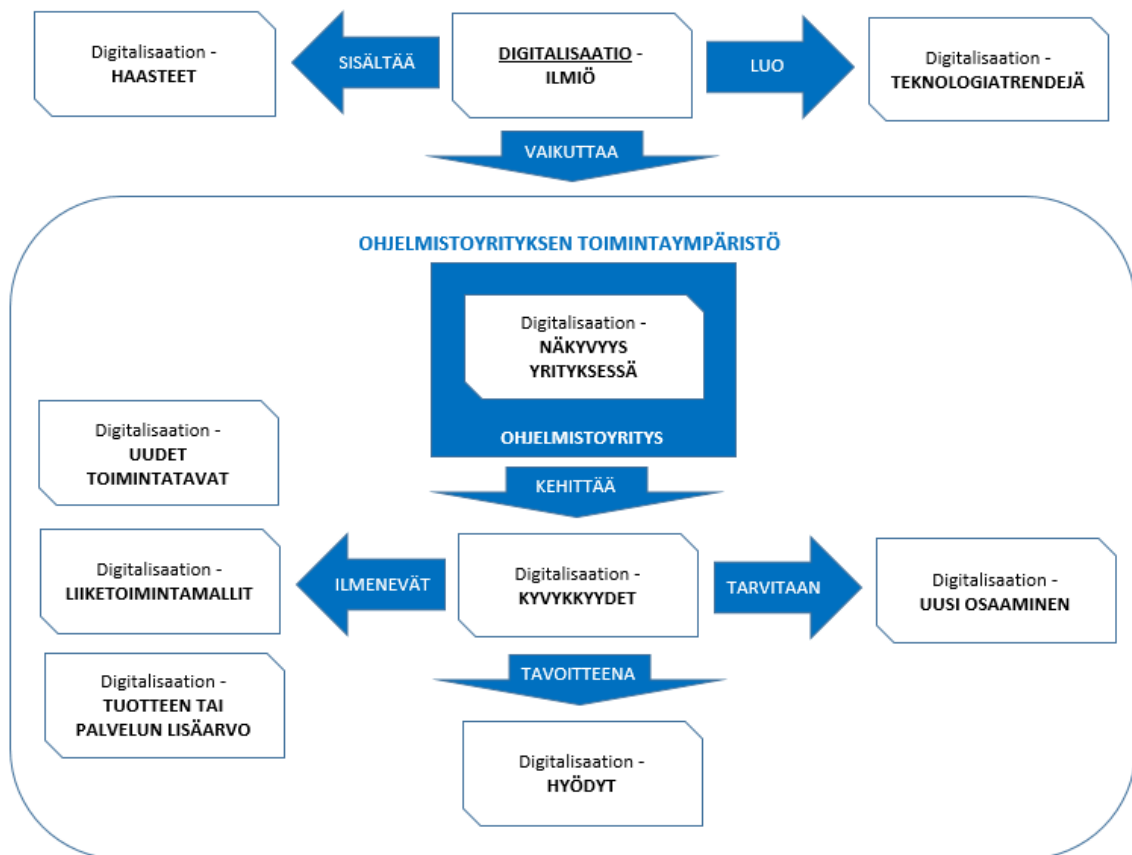 Digitalisaation -
HAASTEET
SISÄLTÄÄ
DIGITALISAATIO -
ILMIÖ
LUO
Digitalisaation -
TEKNOLOGIATRENDEJÄ
VAIKUTTAA
OHJELMISTOYRITYKSEN TOIMINTAYMPÄRISTÖ
Digitalisaation -
NÄKYVYYS
YRITYKSESSÄ
OHJELMISTOYRITYS
KEHITTÄÄ
Digitalisaation -
UUDET
TOIMINTATAVAT
Digitalisaation -
LIIKETOIMINTAMALLIT
Digitalisaation -
TUOTTEEN TAI
PALVELUN LISÄARVO
ILMENEVÄT
Digitalisaation -
KYVYKKYYDET
TARVITAAN
Digitalisaation -
UUSI OSAAMINEN
TAVOITTEENA
Digitalisaation -
HYÖDYT